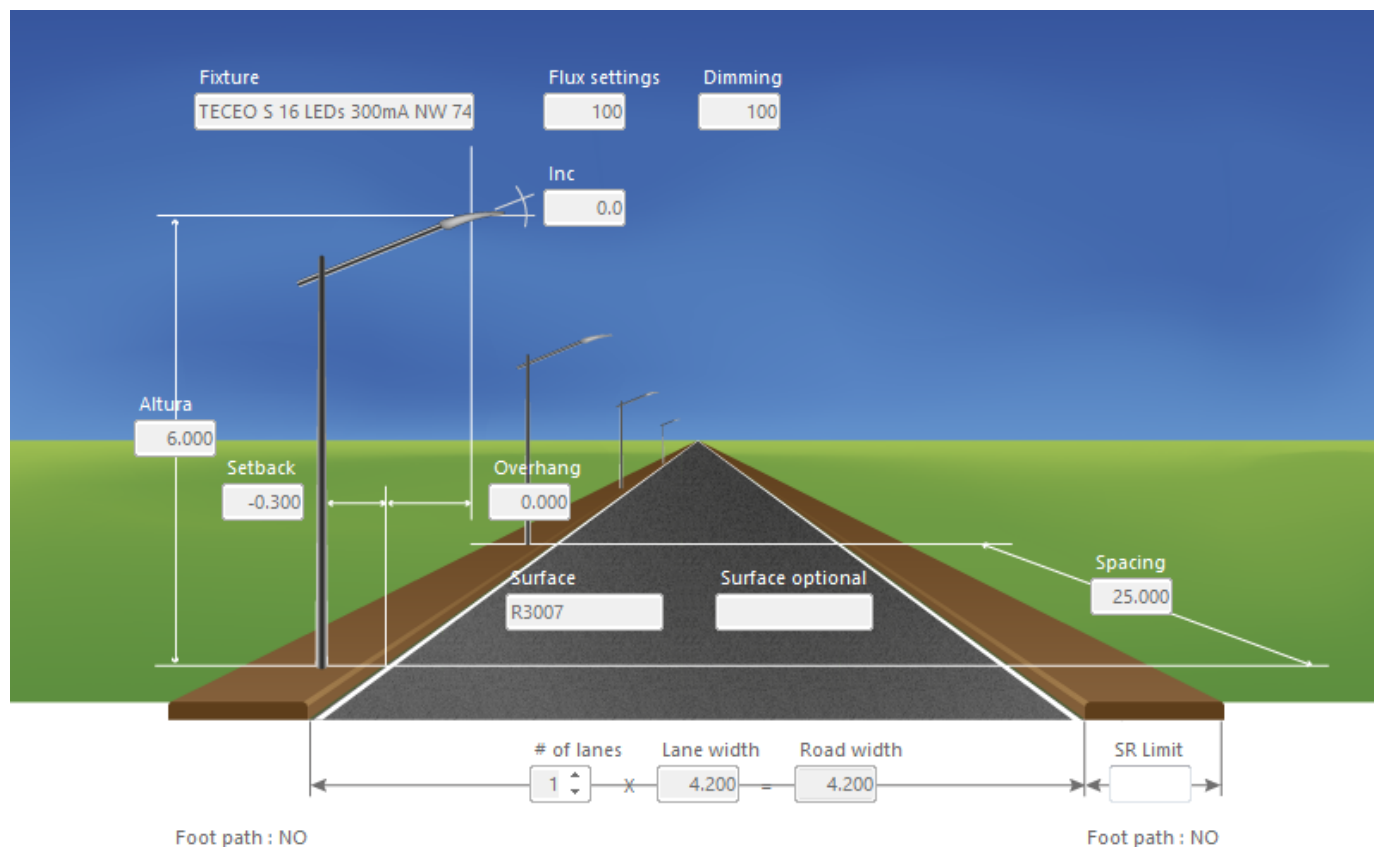 Fixture Flux settings Dimming
TECEO S 16 LEDs 300mA NW 74 100 100
Inc
0.0
Altura
6.000
Setback Overhang
-0.300 0.000
Spacing
25.000
Surface Surface optional
R3007
# of lanes Lane width Road width SR Limit
1 x 4.200 = 4.200
Foot path : NO Foot path : NO